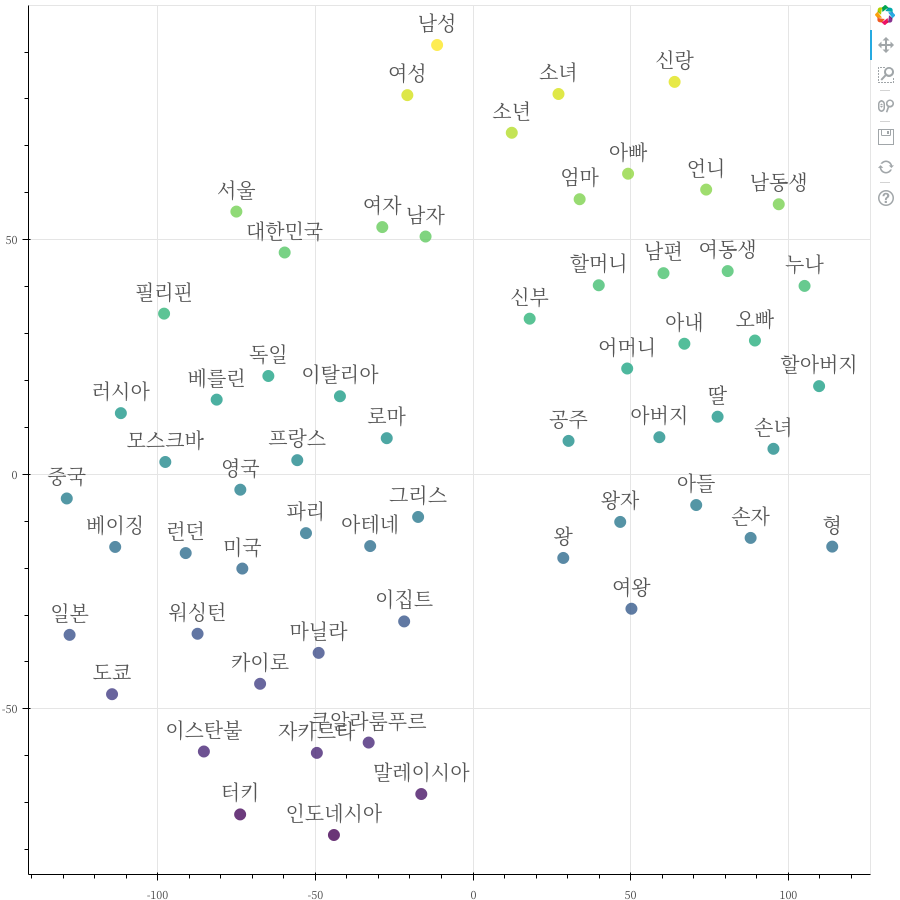 남성
여성
소녀
신랑
소년
아빠
엄마
언니
남동생
서울
여자
남자
대한민국
할머니
남편
여동생
누나
필리핀
신부
아내
오빠
독일
어머니
이탈리아
할아버지
러시아
베를린
로마
딸
모스크바
프랑스
공주
아버지
손녀
중국
영국
그리스
왕자
아들
베이징
런던
파리
아테네
손자
형
미국
왕
여왕
일본
워싱턴
이집트
마닐라
도쿄
카이로
이스탄불
자카르타
쿠알라룸푸르
말레이시아
터키
인도네시아
50
0
-50
-100
-50
0
50
100